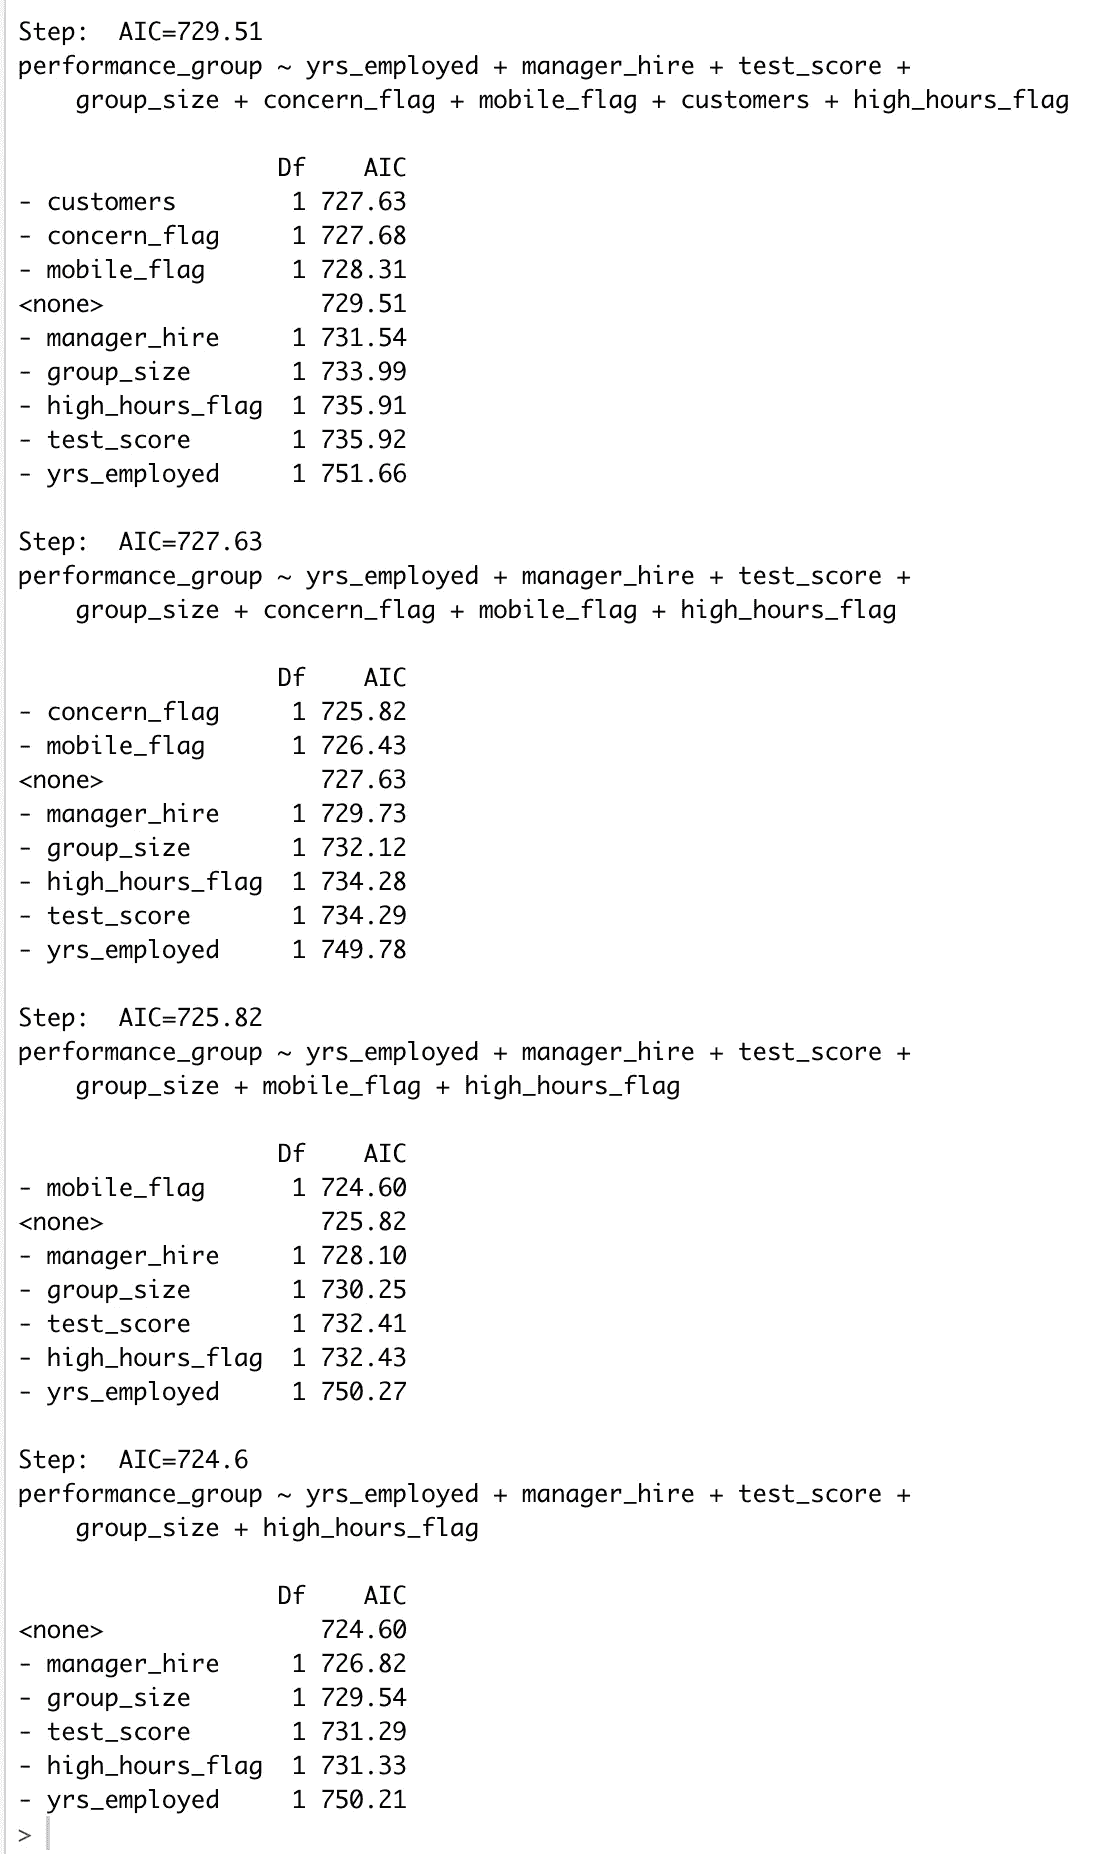 Step:  AIC=729.51
performance_group ~ yrs_employed + manager_hire + test_score +
    group_size + concern_flag + mobile_flag + customers + high_hours_flag

                  Df    AIC
- customers        1 727.63
- concern_flag     1 727.68
- mobile_flag      1 728.31
<none>               729.51
- manager_hire     1 731.54
- group_size       1 733.99
- high_hours_flag  1 735.91
- test_score       1 735.92
- yrs_employed     1 751.66

Step:  AIC=727.63
performance_group ~ yrs_employed + manager_hire + test_score +
    group_size + concern_flag + mobile_flag + high_hours_flag

                  Df    AIC
- concern_flag     1 725.82
- mobile_flag      1 726.43
<none>               727.63
- manager_hire     1 729.73
- group_size       1 732.12
- high_hours_flag  1 734.28
- test_score       1 734.29
- yrs_employed     1 749.78

Step:  AIC=725.82
performance_group ~ yrs_employed + manager_hire + test_score +
    group_size + mobile_flag + high_hours_flag

                  Df    AIC
- mobile_flag      1 724.60
<none>               725.82
- manager_hire     1 728.10
- group_size       1 730.25
- test_score       1 732.41
- high_hours_flag  1 732.43
- yrs_employed     1 750.27

Step:  AIC=724.6
performance_group ~ yrs_employed + manager_hire + test_score +
    group_size + high_hours_flag

                  Df    AIC
<none>               724.60
- manager_hire     1 726.82
- group_size       1 729.54
- test_score       1 731.29
- high_hours_flag  1 731.33
- yrs_employed     1 750.21
>